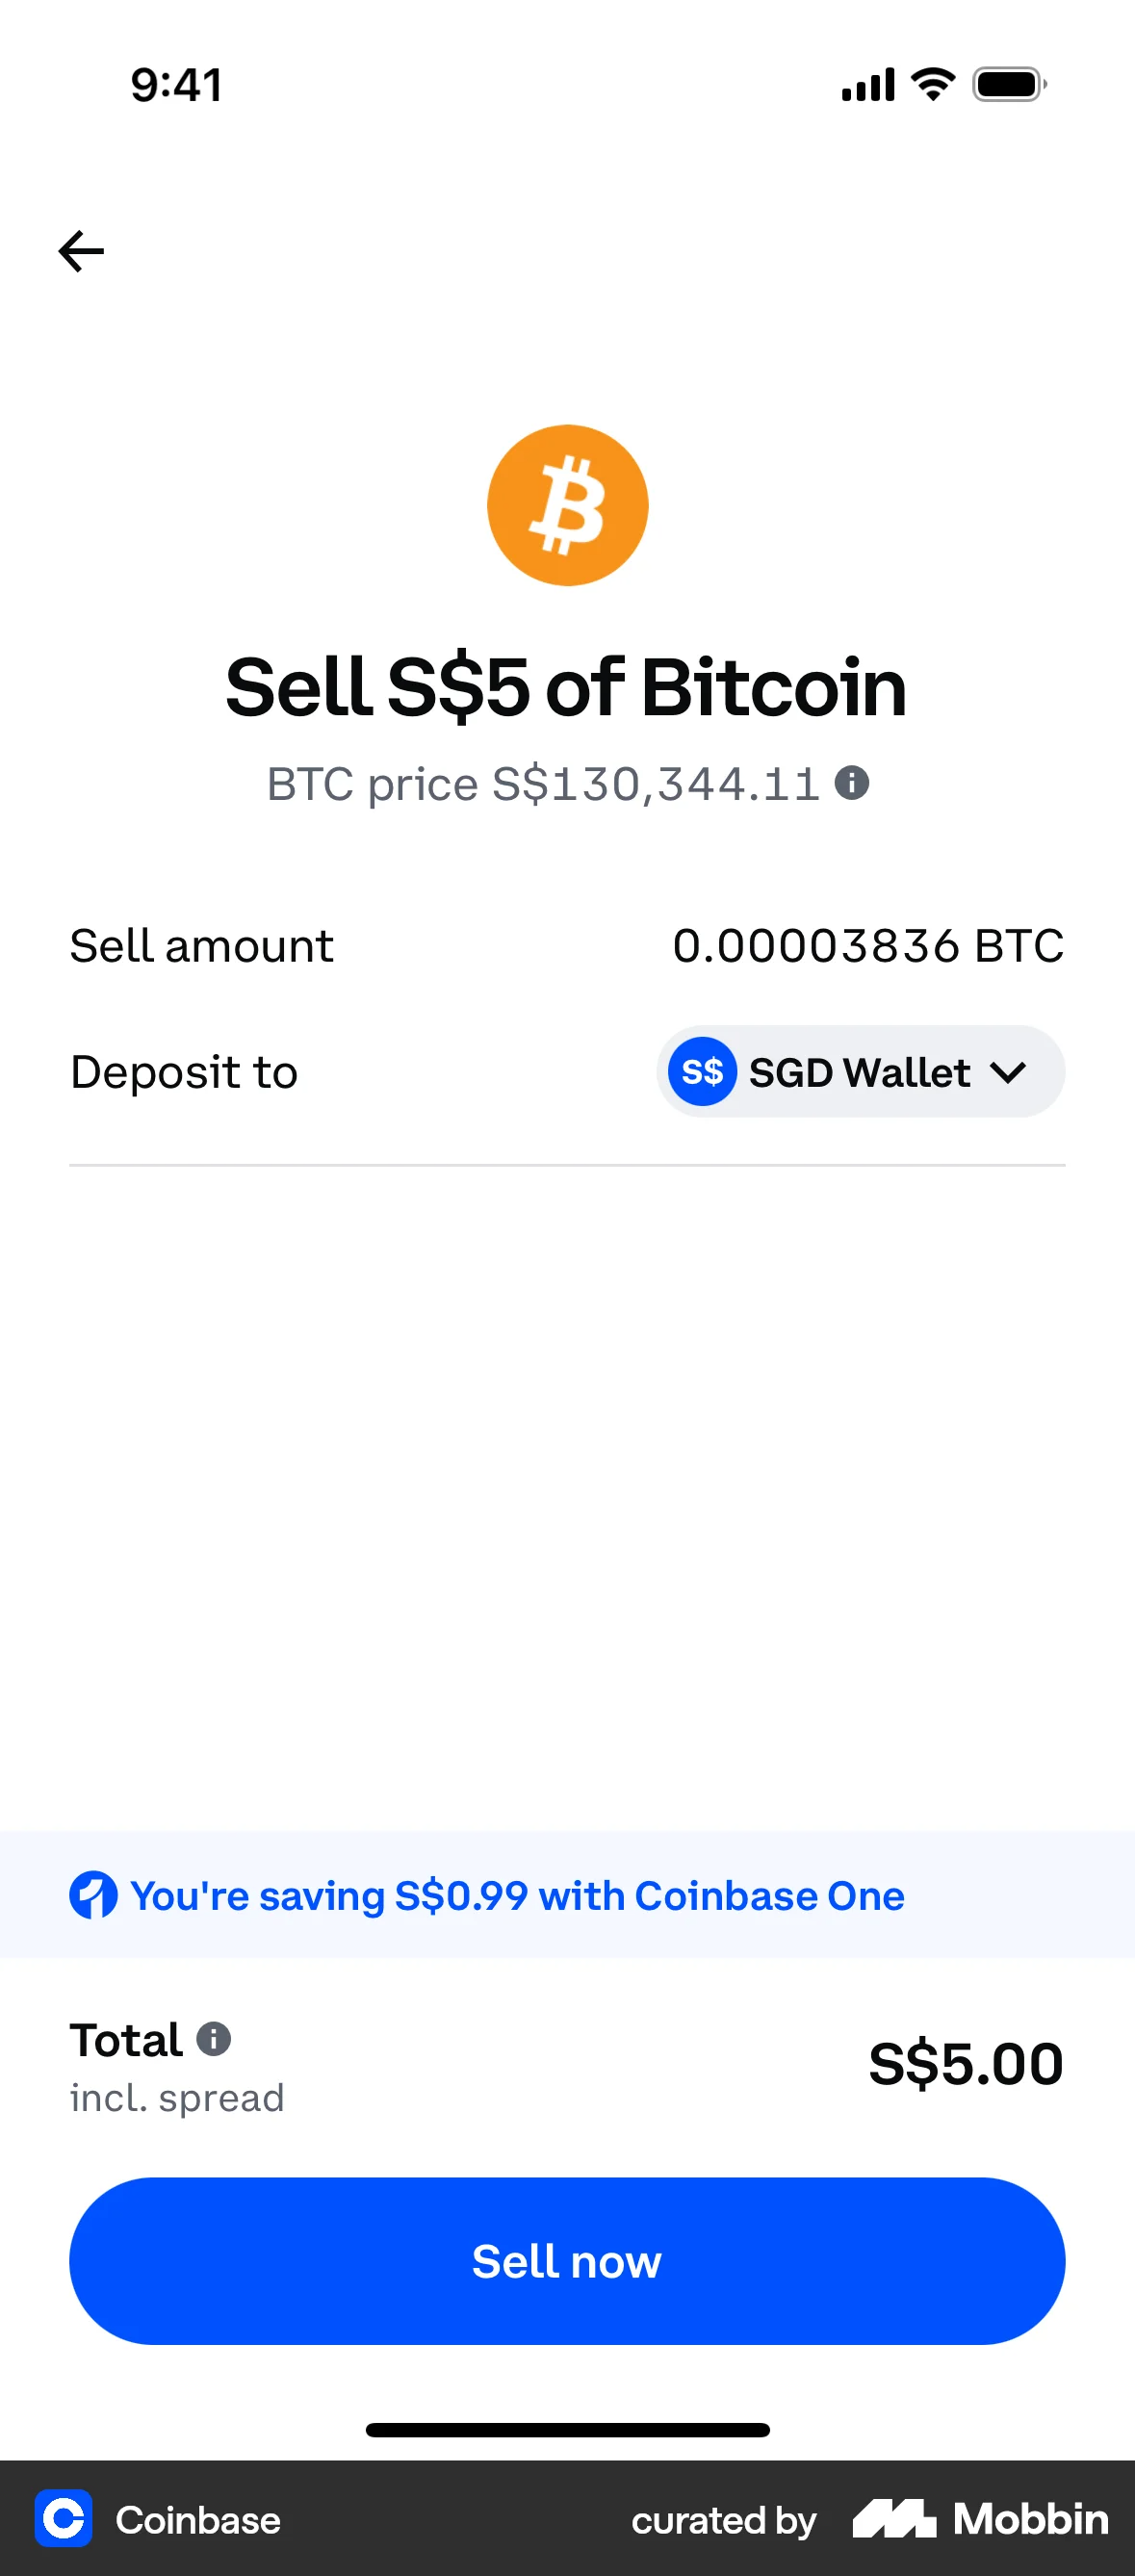 9:41
Sell S$5 of Bitcoin
BTC price S$130,344.11
Sell amount 0.00003836 BTC
Deposit to S$ SGD Wallet
You're saving S$0.99 with Coinbase One
Total S$5.00
incl. spread
Sell now
Coinbase curated by Mobbin